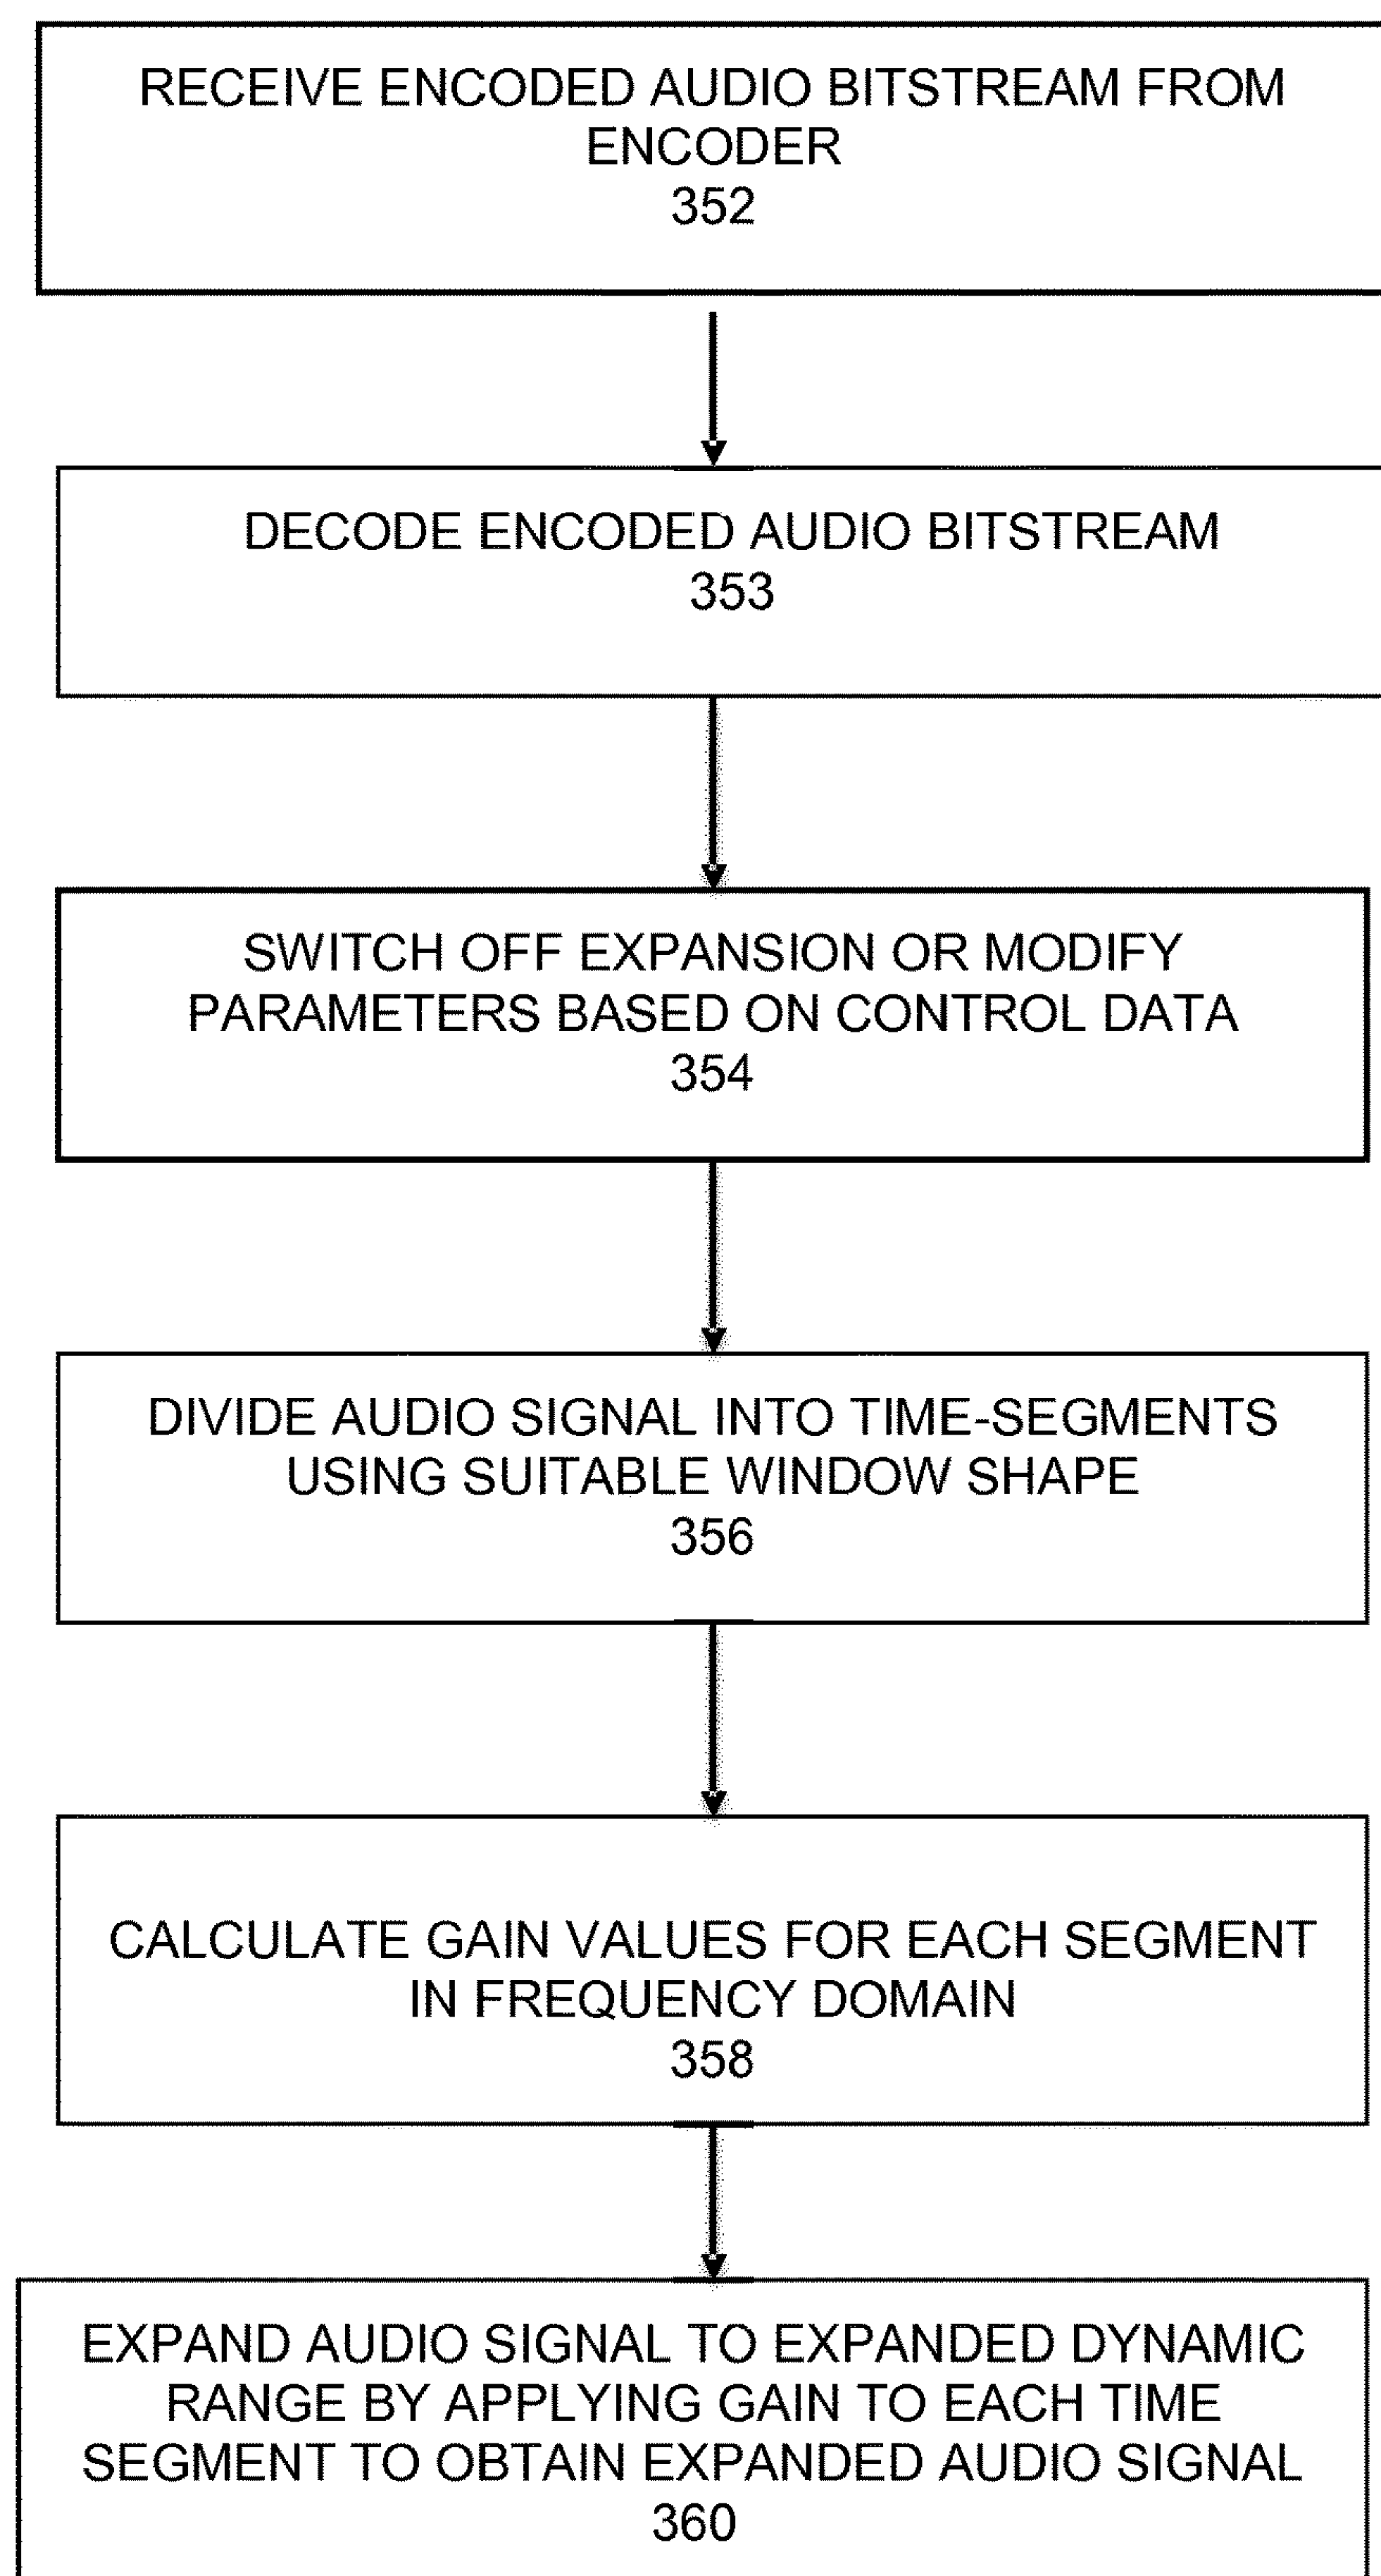 RECEIVE ENCODED AUDIO BITSTREAM FROM
ENCODER
352
DECODE ENCODED AUDIO BITSTREAM
353
SWITCH OFF EXPANSION OR MODIFY
PARAMETERS BASED ON CONTROL DATA
354
DIVIDE AUDIO SIGNAL INTO TIME-SEGMENTS
USING SUITABLE WINDOW SHAPE
356
CALCULATE GAIN VALUES FOR EACH SEGMENT
IN FREQUENCY DOMAIN
358
EXPAND AUDIO SIGNAL TO EXPANDED DYNAMIC
RANGE BY APPLYING GAIN TO EACH TIME
SEGMENT TO OBTAIN EXPANDED AUDIO SIGNAL
360